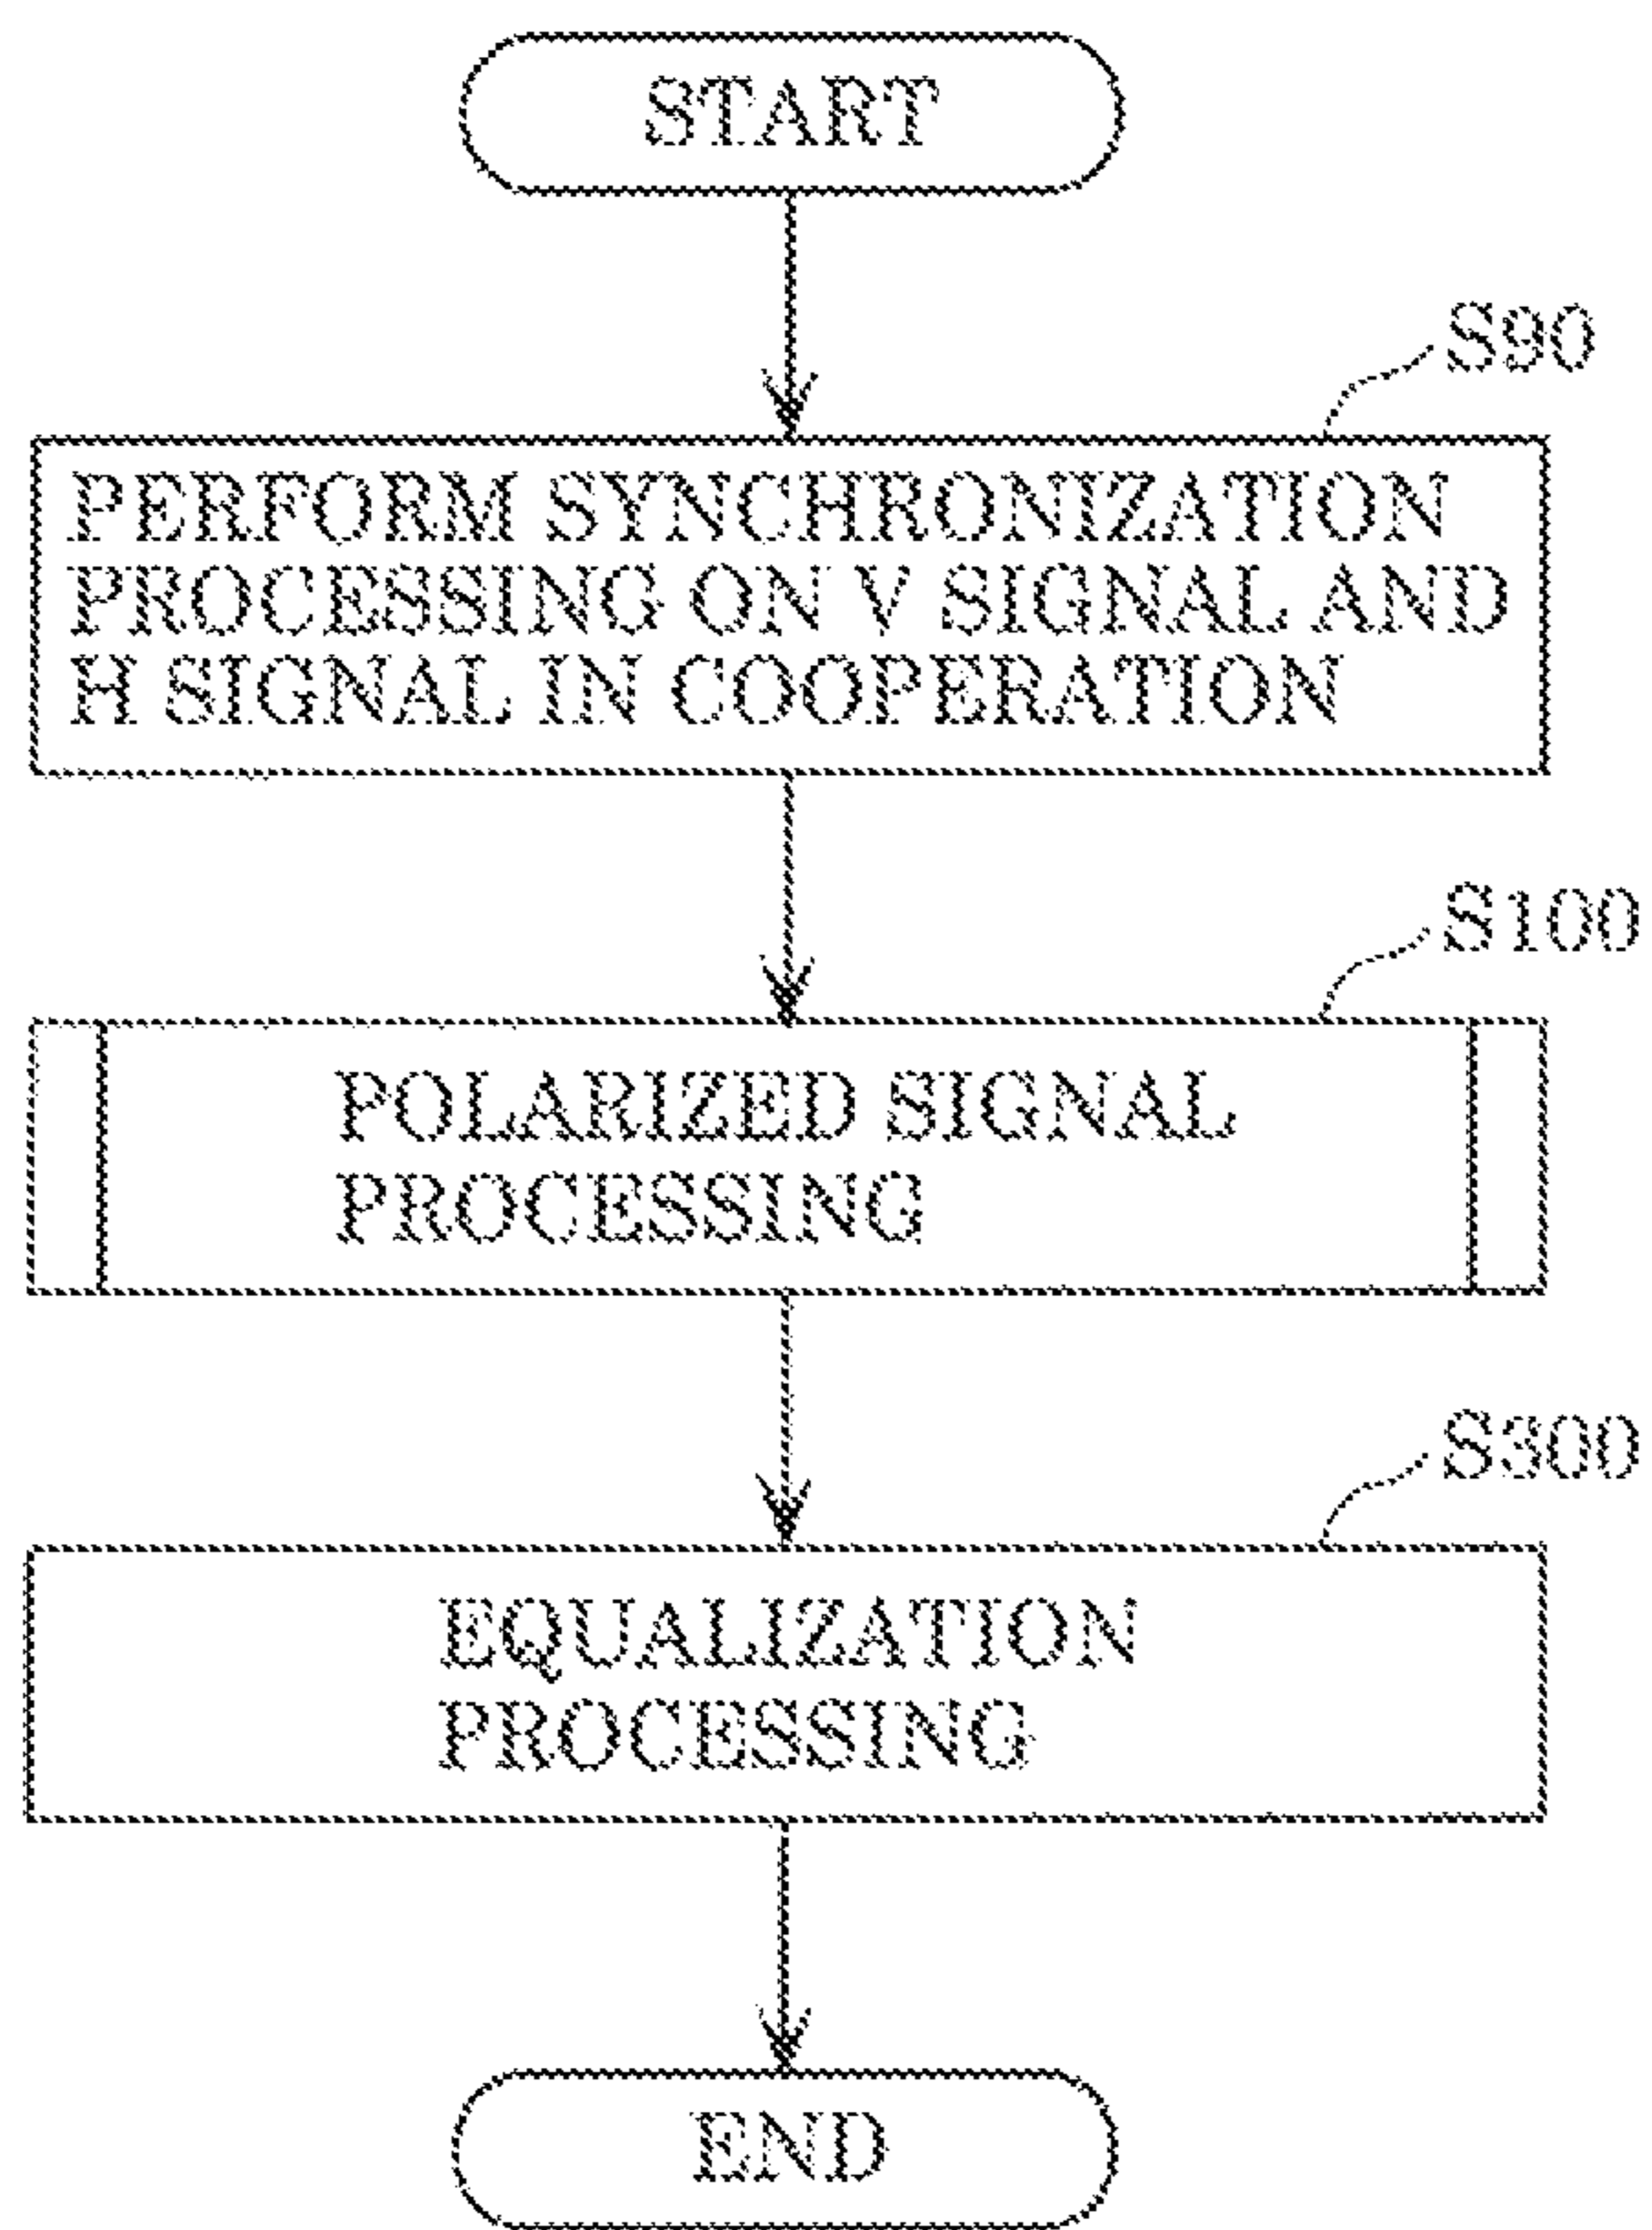 START
S90
PERFORM SYNCHRONIZATION
PROCESSING ON V SIGNAL AND
H SIGNAL IN COOPERATION
S100
POLARIZED SIGNAL
PROCESSING
S300
EQUALIZATION
PROCESSING
END